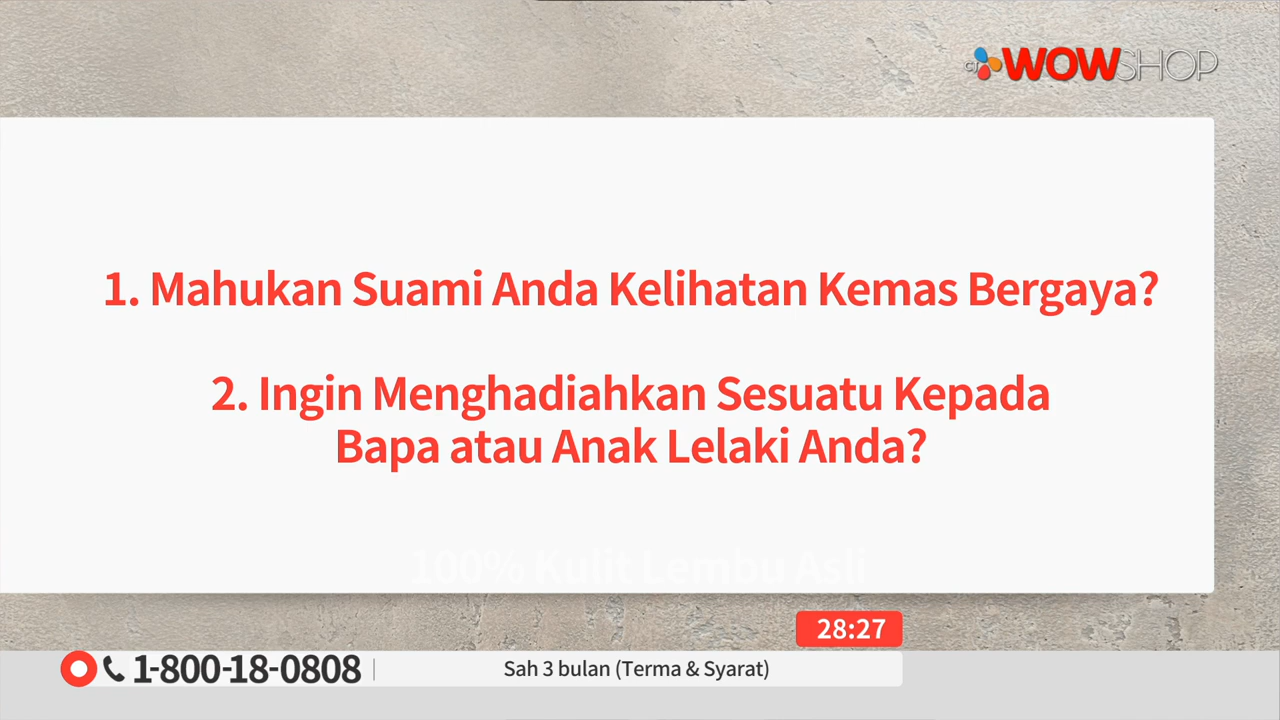 CJ WOWSHOP
1. Mahukan Suami Anda Kelihatan Kemas Bergaya?
2. Ingin Menghadiahkan Sesuatu Kepada
Bapa atau Anak Lelaki Anda?
100% Kulit Lembu Asli
28:27
1-800-18-0808
Sah 3 bulan (Terma & Syarat)